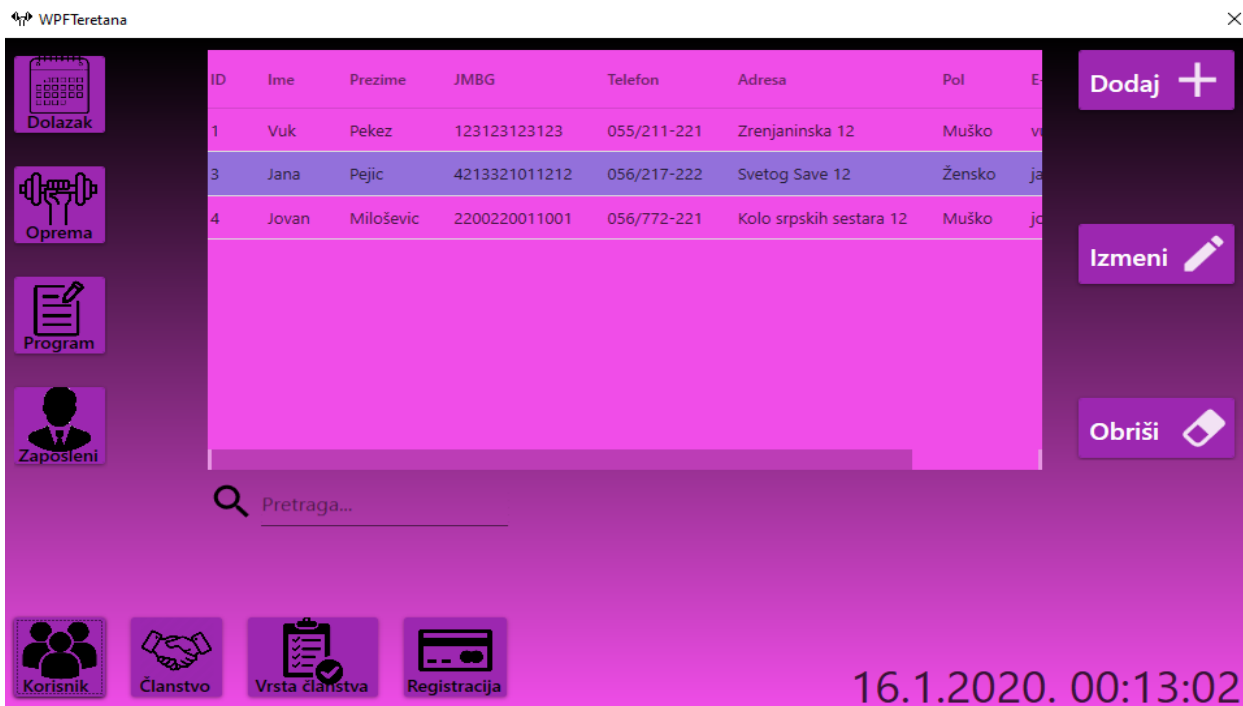 WPFTeretana
Dolazak
Oprema
Program
Zaposleni
ID Ime Prezime JMBG Telefon Adresa Pol E-
1 Vuk Pekez 123123123123 055/211-221 Zrenjaninska 12 Muško
3 Jana Pejic 4213321011212 056/217-222 Svetog Save 12 Žensko ja
4 Jovan Miloševic 2200220011001 056/772-221 Kolo srpskih sestara 12 Muško
Dodaj
Izmeni
Obriši
Pretraga...
Korisnik
Članstvo
Vrsta članstva
Registracija
16.1.2020. 00:13:02